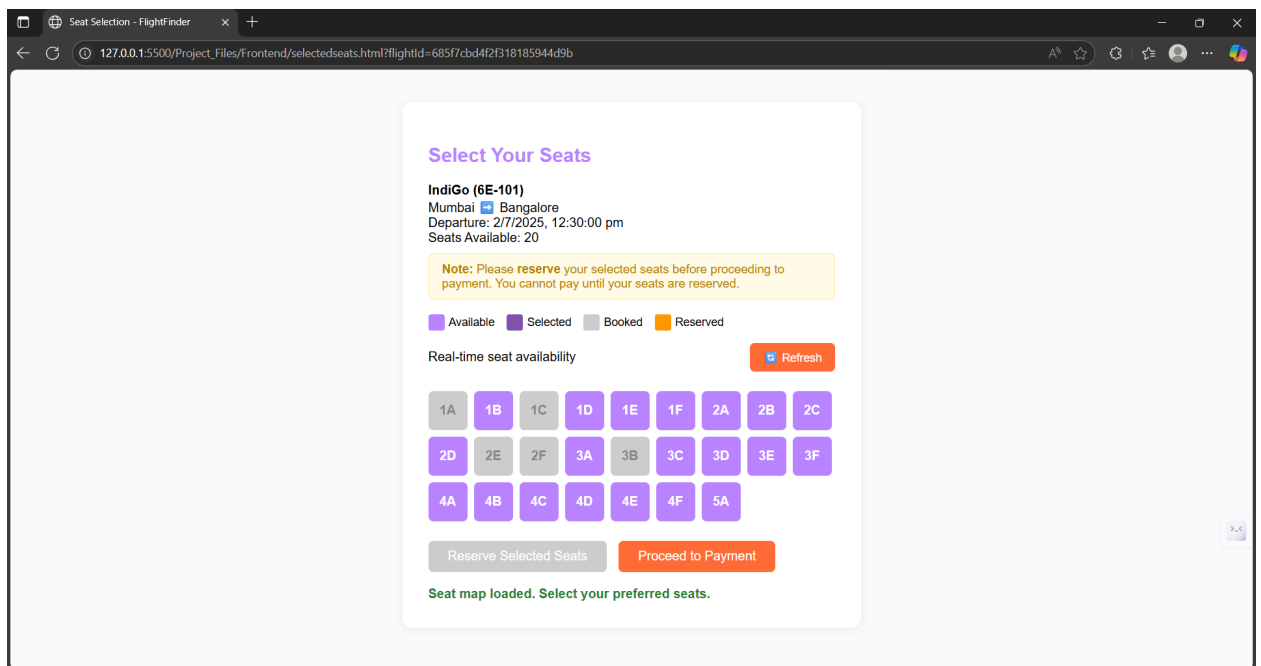 Seat Selection - FlightFinder
127.0.0.1:5500/Project_Files/Frontend/selectedseats.html?flightId=685f7cbd4f2f318185944d9b
Select Your Seats
IndiGo (6E-101)
Mumbai ➡️ Bangalore
Departure: 2/7/2025, 12:30:00 pm
Seats Available: 20
Note: Please reserve your selected seats before proceeding to
payment. You cannot pay until your seats are reserved.
Available Selected Booked Reserved
Real-time seat availability 🔄 Refresh
1A 1B 1C 1D 1E 1F 2A 2B 2C
2D 2E 2F 3A 3B 3C 3D 3E 3F
4A 4B 4C 4D 4E 4F 5A
Reserve Selected Seats Proceed to Payment
Seat map loaded. Select your preferred seats.